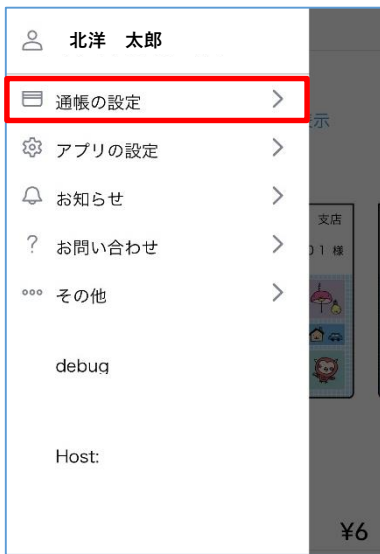 北洋　太郎
通帳の設定
示
アプリの設定
お知らせ
支店
お問い合わせ
01 様
その他
debug
Host:
¥6